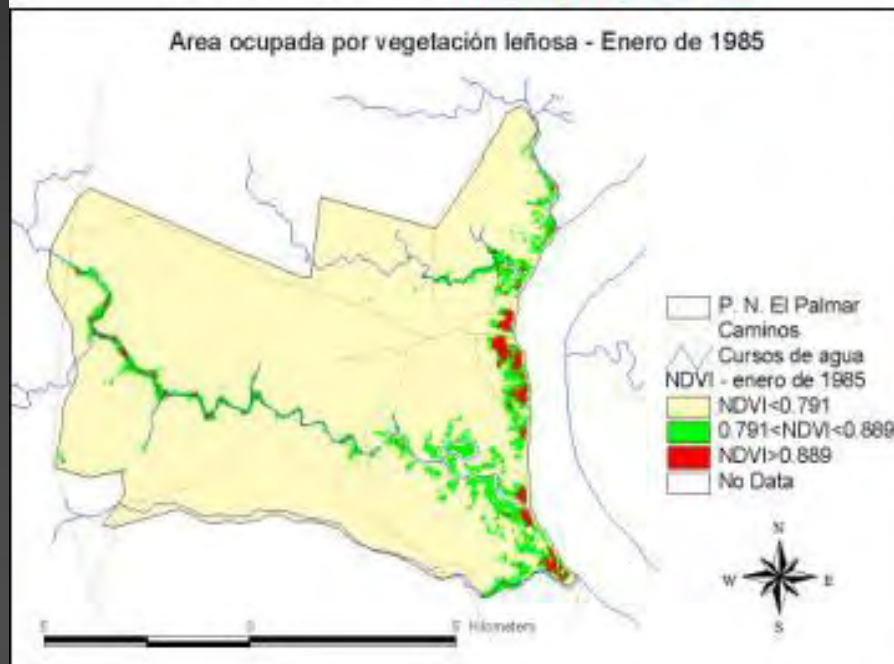 Area ocupada por vegetación leñosa - Enero de 1985
P. N. El Palmar
Caminos
Cursos de agua
NDVI - enero de 1985
NDVI<0.791
0.791<NDVI<0.889
NDVI>0.889
No Data
N
W
E
S
5
0
5 Kilometers